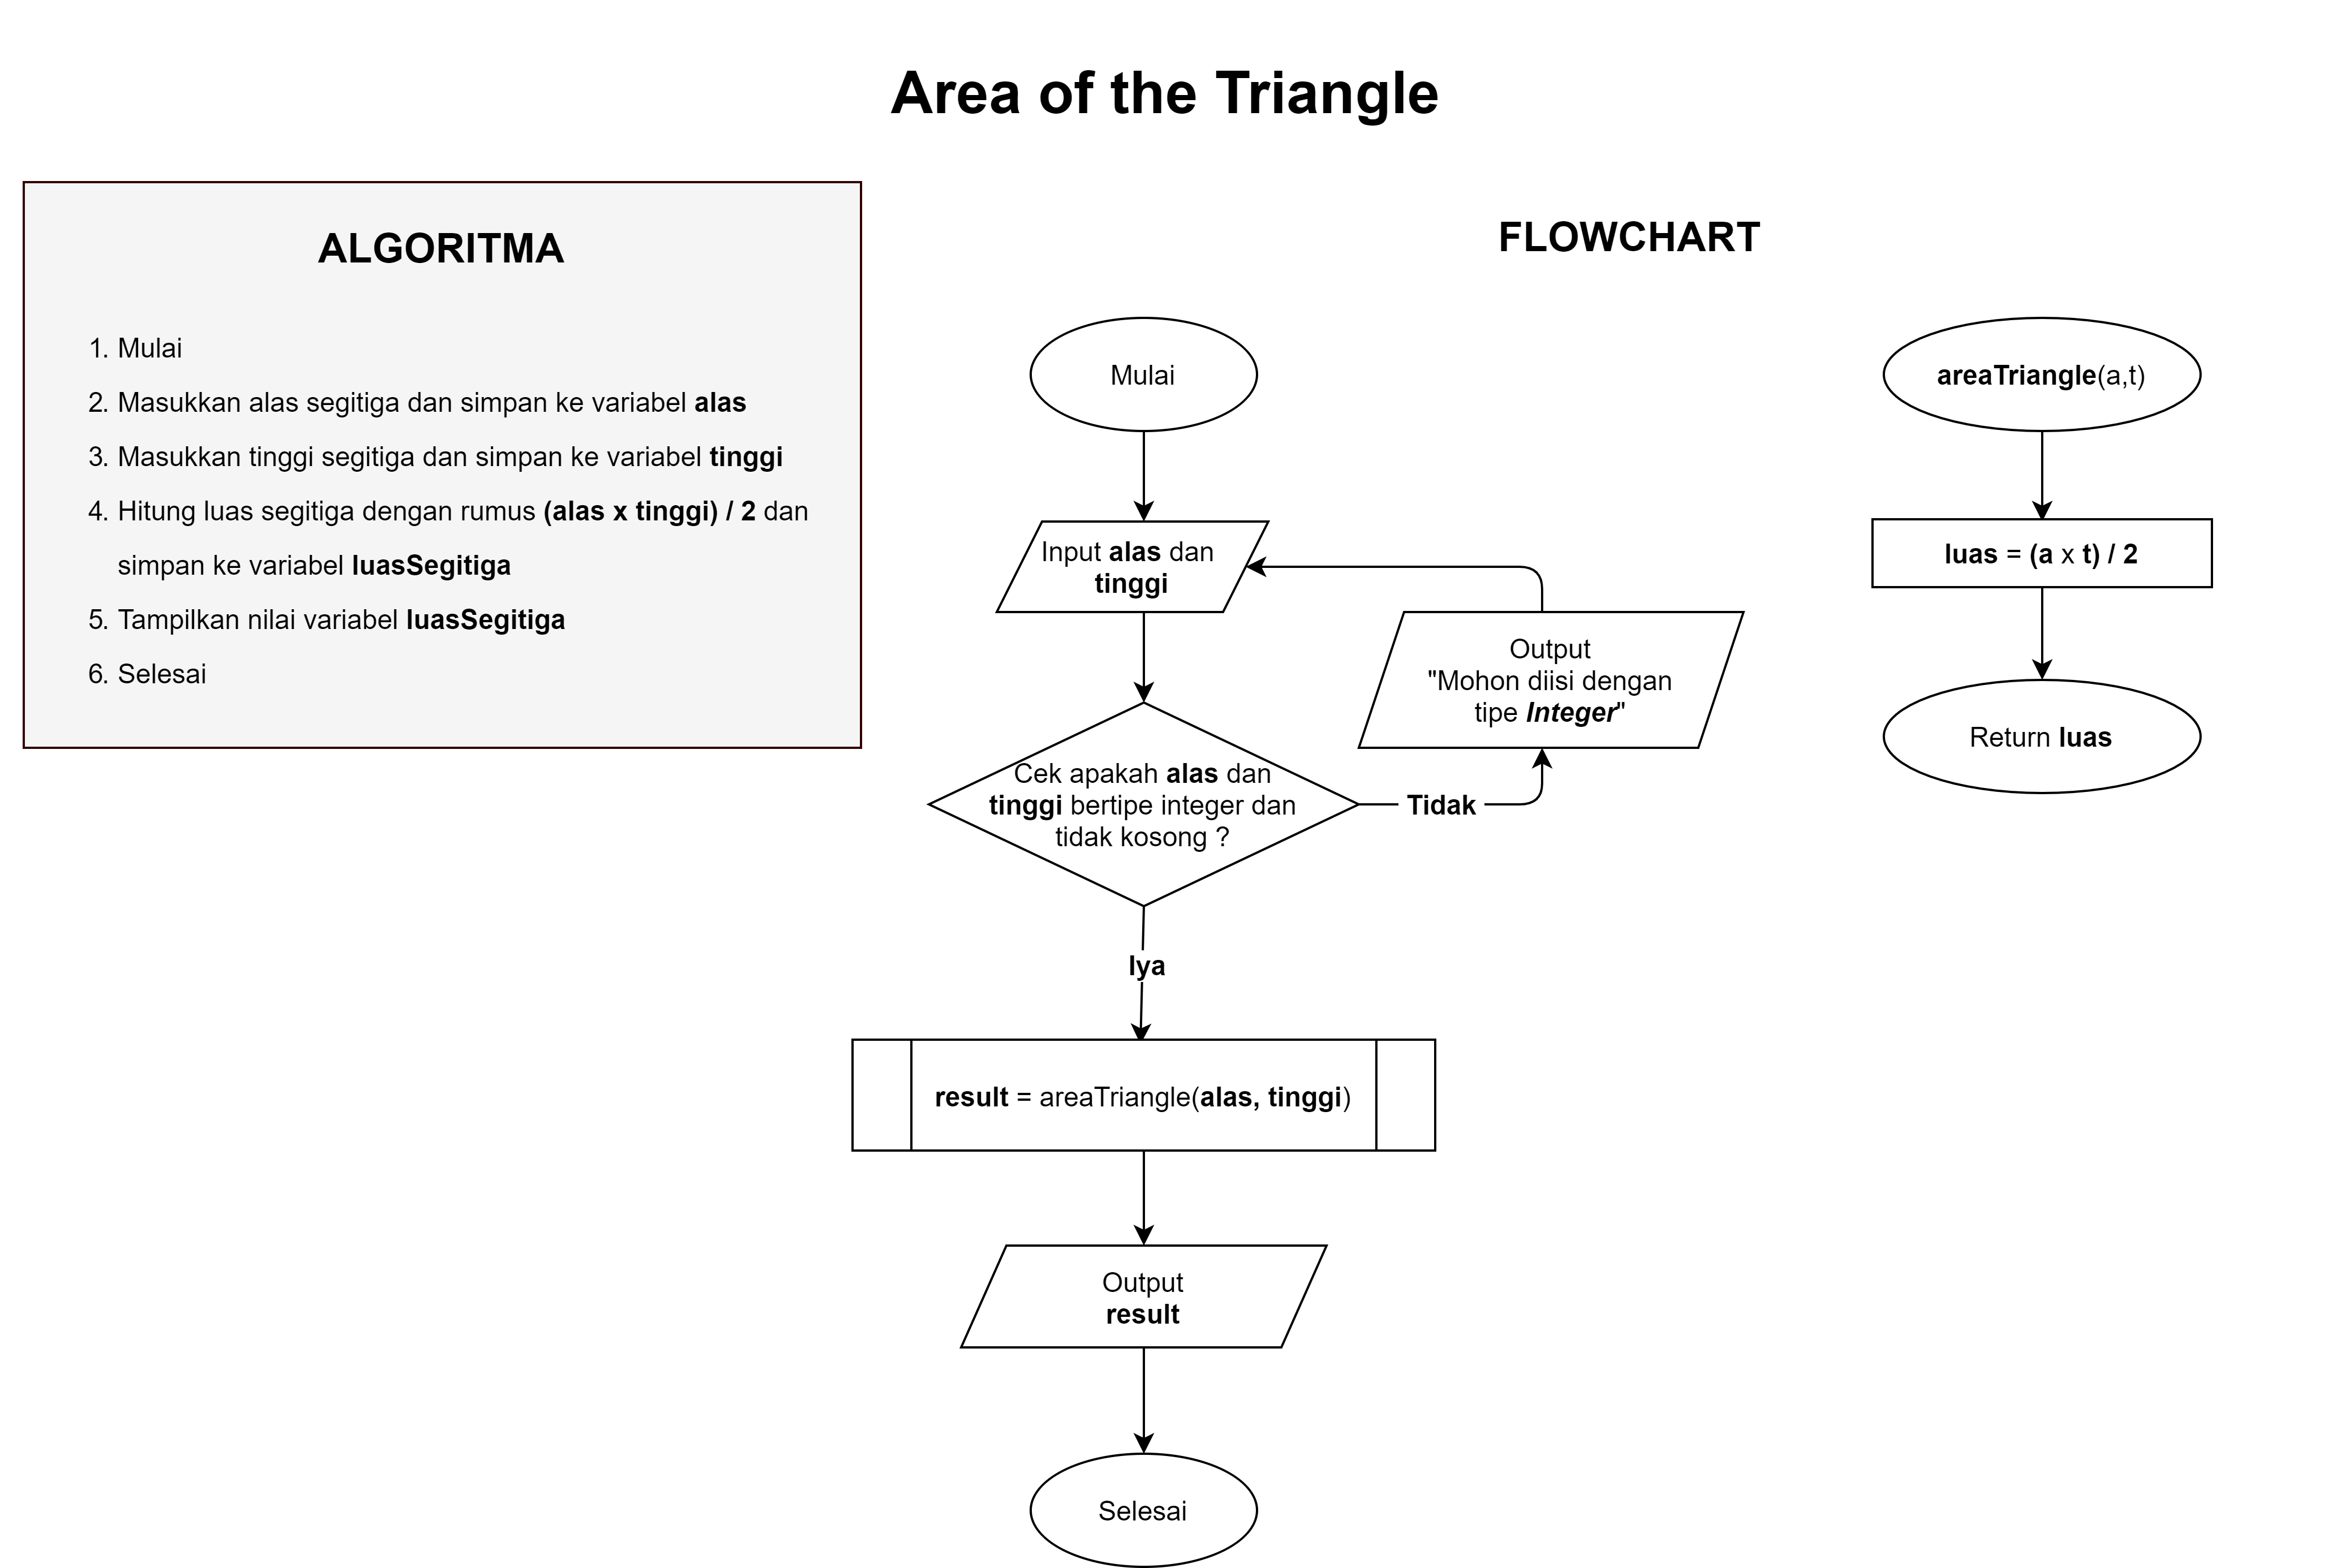 Area of the Triangle
ALGORITMA
1. Mulai
2. Masukkan alas segitiga dan simpan ke variabel alas
3. Masukkan tinggi segitiga dan simpan ke variabel tinggi
4. Hitung luas segitiga dengan rumus (alas x tinggi) / 2 dan
simpan ke variabel luasSegitiga
5. Tampilkan nilai variabel luasSegitiga
6. Selesai
FLOWCHART
Mulai
Input alas dan
tinggi
Output
"Mohon diisi dengan
tipe Integer"
Cek apakah alas dan
tinggi bertipe integer dan
tidak kosong ?
Tidak
Iya
result = areaTriangle(alas, tinggi)
Output
result
Selesai
areaTriangle(a,t)
luas = (a x t) / 2
Return luas